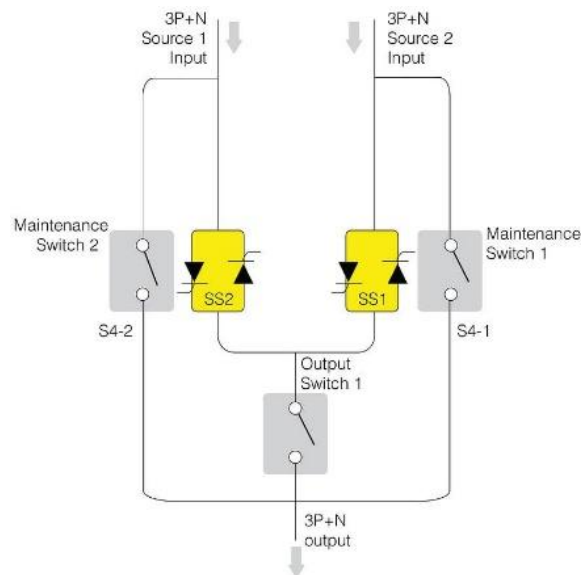 3P+N
Source 1
Input
3P+N
Source 2
Input
Maintenance
Switch 2
Maintenance
Switch 1
SS2
SS1
S4-2
S4-1
Output
Switch 1
3P+N
output